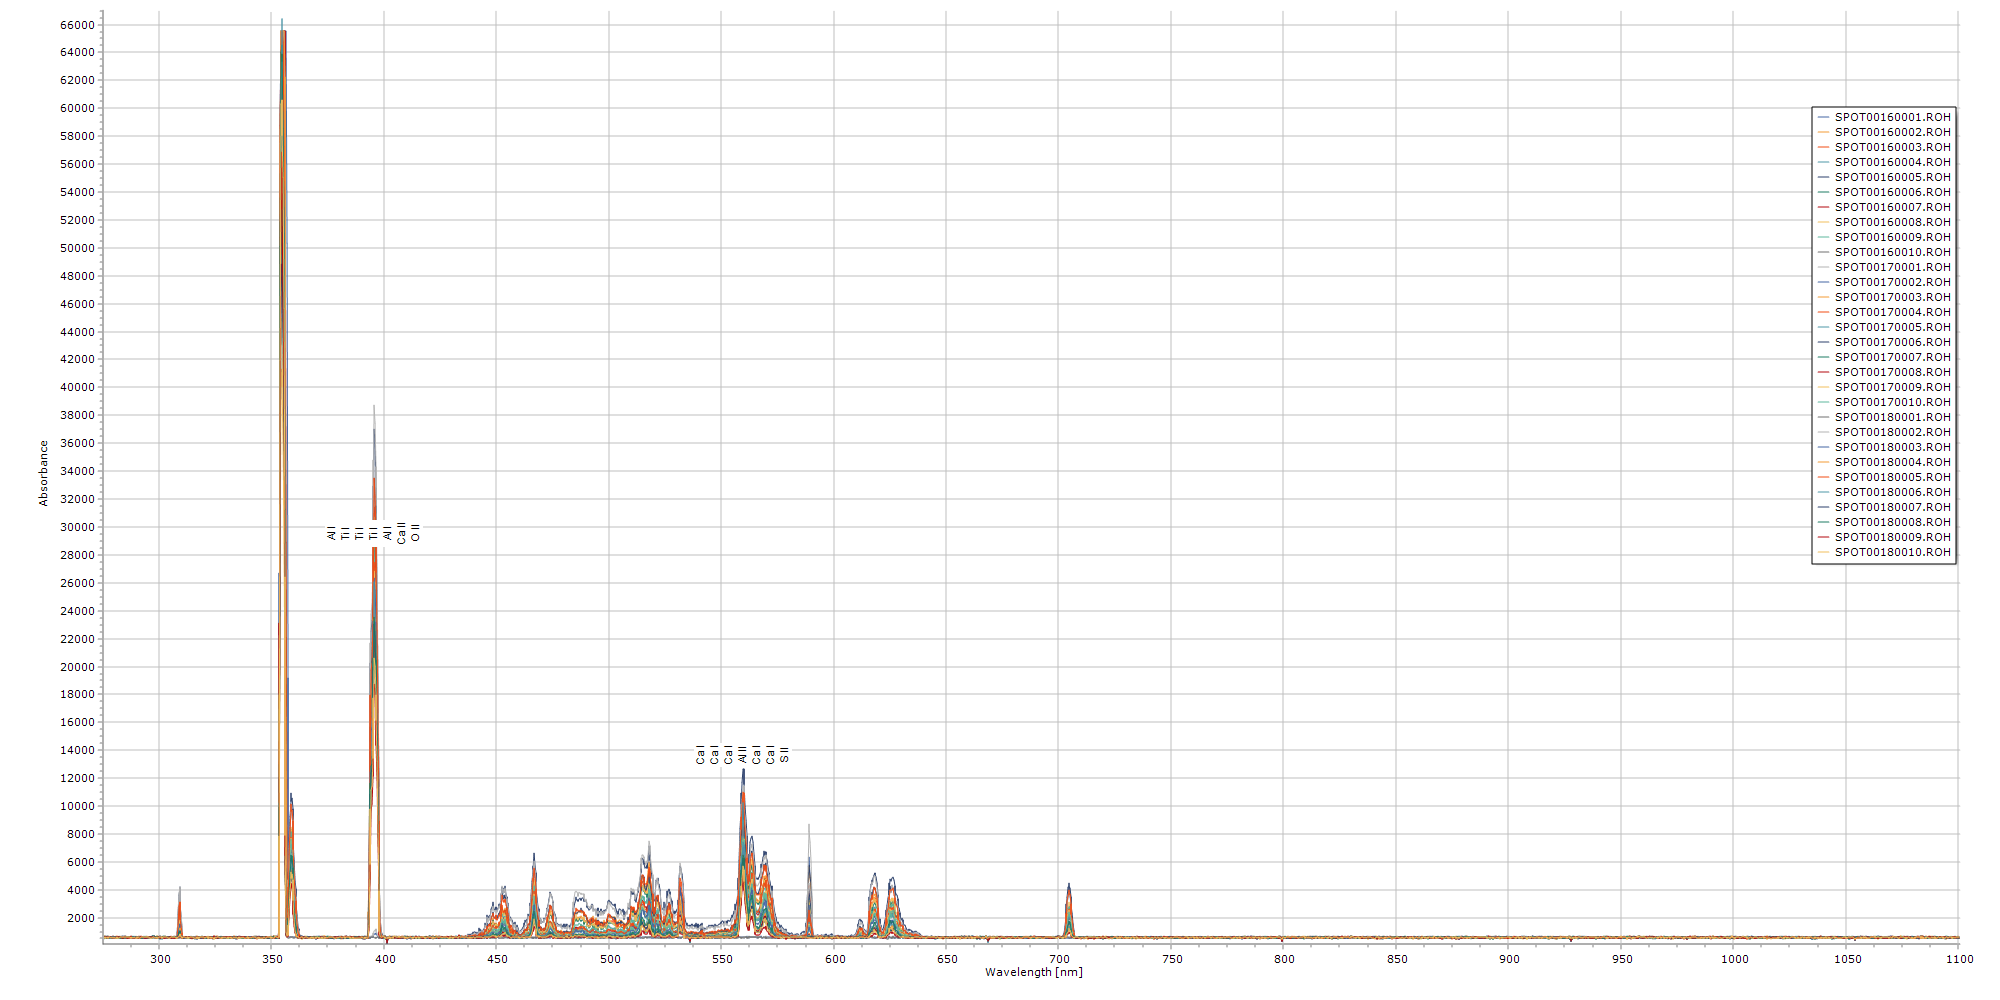 66000
64000
62000
60000
58000
56000
54000
52000
50000
48000
46000
44000
42000
40000
38000
36000
34000
32000
30000
28000
26000
24000
22000
20000
18000
16000
14000
12000
10000
8000
6000
4000
2000
Absorbance
Al I
Ti I
Ti I
Ti I
Al I
Ca II
O II
Ca I
Ca I
Ca I
Al II
Ca I
Ca I
S II
SPOT00160001.ROH
SPOT00160002.ROH
SPOT00160003.ROH
SPOT00160004.ROH
SPOT00160005.ROH
SPOT00160006.ROH
SPOT00160007.ROH
SPOT00160008.ROH
SPOT00160009.ROH
SPOT00160010.ROH
SPOT00170001.ROH
SPOT00170002.ROH
SPOT00170003.ROH
SPOT00170004.ROH
SPOT00170005.ROH
SPOT00170006.ROH
SPOT00170007.ROH
SPOT00170008.ROH
SPOT00170009.ROH
SPOT00170010.ROH
SPOT00180001.ROH
SPOT00180002.ROH
SPOT00180003.ROH
SPOT00180004.ROH
SPOT00180005.ROH
SPOT00180006.ROH
SPOT00180007.ROH
SPOT00180008.ROH
SPOT00180009.ROH
SPOT00180010.ROH
300 350 400 450 500 550 600 650 700 750 800 850 900 950 1000 1050 1100
Wavelength [nm]